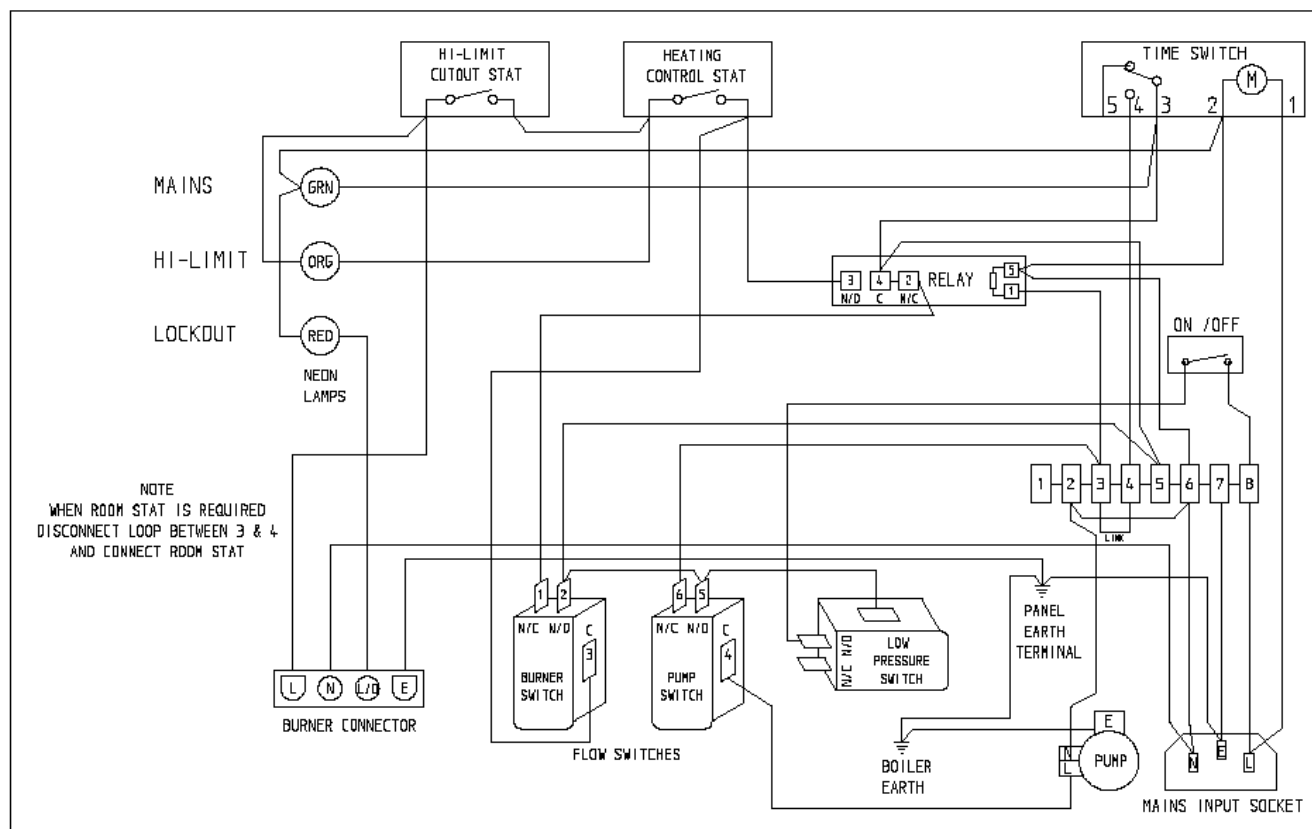 HI-LIMIT
CUTOUT STAT
HEATING
CONTROL STAT
TIME SWITCH
M
5 4 3 2 1
MAINS
GRN
HI-LIMIT
ORG
LOCKOUT
RED
NEON
LAMPS
3 4 2 RELAY 5
1
N/O C N/C
ON /OFF
1 2 3 4 5 6 7 8
LINK
NOTE
WHEN ROOM STAT IS REQUIRED
DISCONNECT LOOP BETWEEN 3 & 4
AND CONNECT ROOM STAT
1 2
N/C N/O C
3
BURNER
SWITCH
6 5
N/C N/O C
4
PUMP
SWITCH
FLOW SWITCHES
N/O
N/C
LOW
PRESSURE
SWITCH
PANEL
EARTH
TERMINAL
L N L/O E
BURNER CONNECTOR
BOILER
EARTH
E
N
L
PUMP
N E L
MAINS INPUT SOCKET